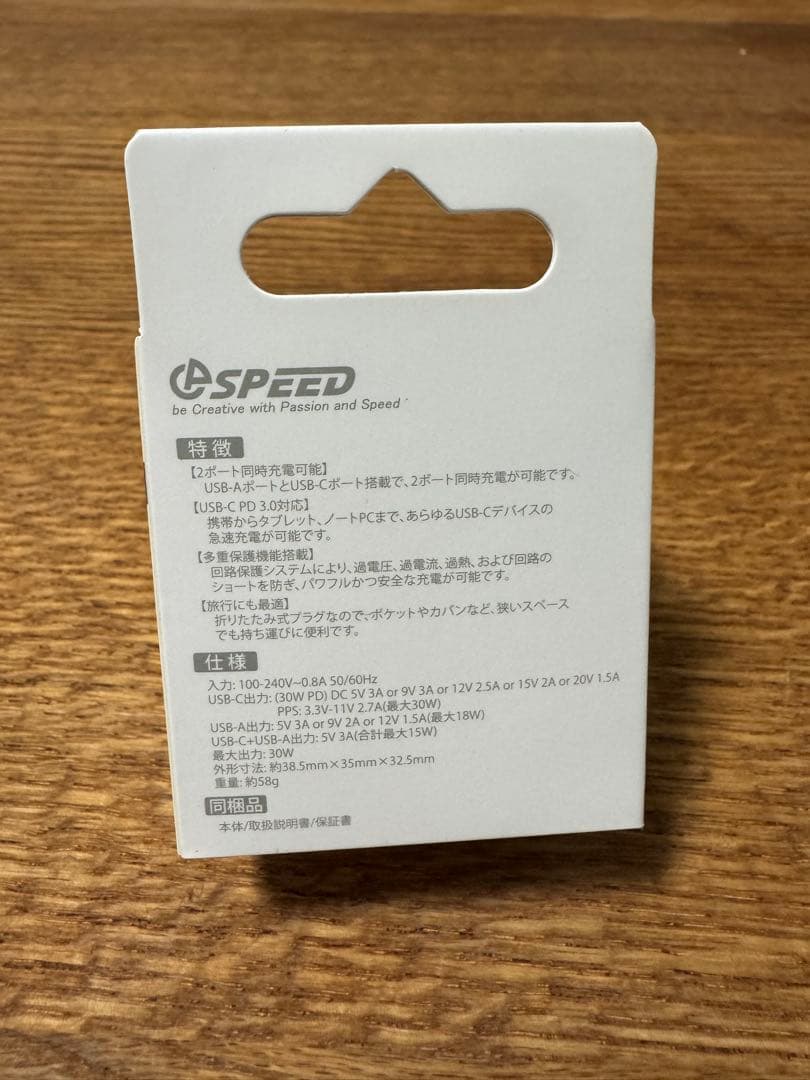 SPEED
be Creative with Passion and Speed
特徴
【2ポート同時充電可能】
USB-AポートとUSB-Cポート搭載で、2ポート同時充電が可能です。
【USB-C PD 3.0対応】
携帯からタブレット、ノートPCまで、あらゆるUSB-Cデバイスの
急速充電が可能です。
【多重保護機能搭載】
回路保護システムにより、過電圧、過電流、過熱、および回路の
ショートを防ぎ、パワフルかつ安全な充電が可能です。
【旅行にも最適】
折りたたみ式プラグなので、ポケットやカバンなど、狭いスペース
でも持ち運びに便利です。
仕様
入力: 100-240V~0.8A 50/60Hz
USB-C出力: (30W PD) DC 5V 3A or 9V 3A or 12V 2.5A or 15V 2A or 20V 1.5A
PPS: 3.3V-11V 2.7A(最大30W)
USB-A出力: 5V 3A or 9V 2A or 12V 1.5A(最大18W)
USB-C+USB-A出力: 5V 3A(合計最大15W)
最大出力: 30W
外形寸法: 約38.5mm×35mm×32.5mm
重量: 約58g
同梱品
本体/取扱説明書/保証書